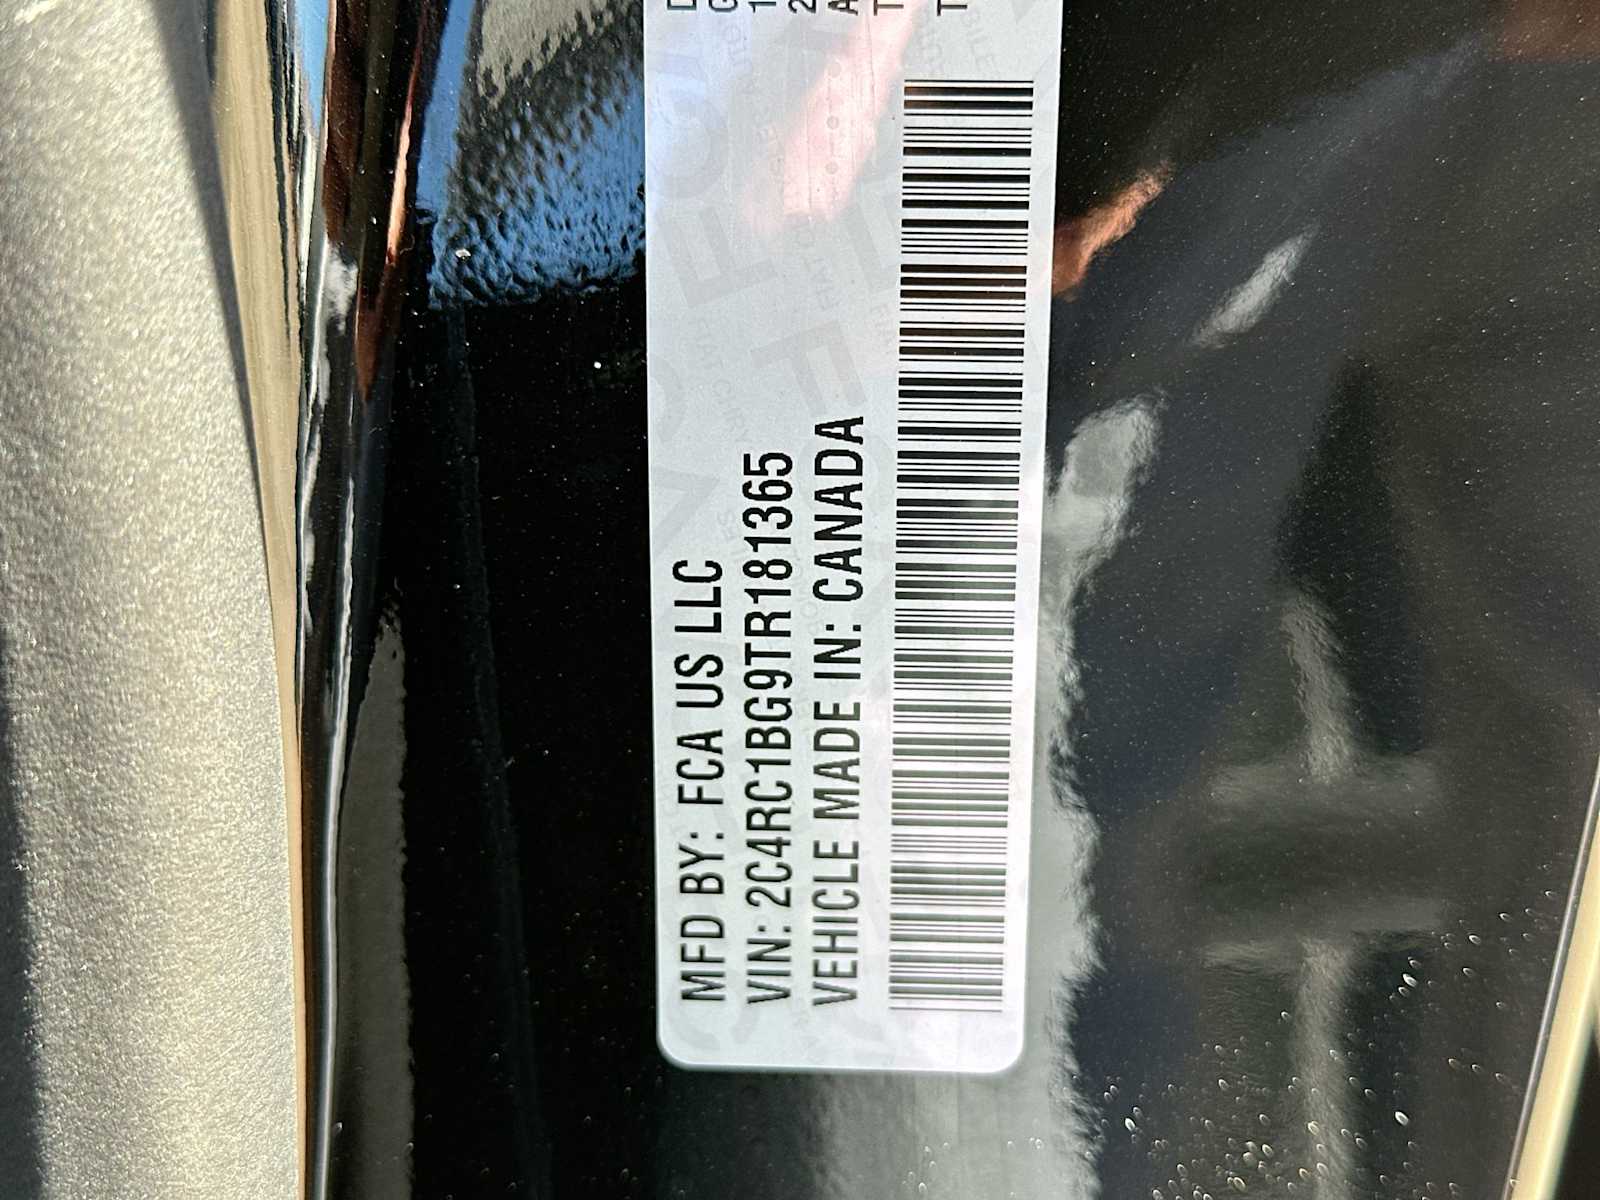 MFD BY: FCA US LLC
VIN: 2C4RC1BG9TR181365
VEHICLE MADE IN: CANADA